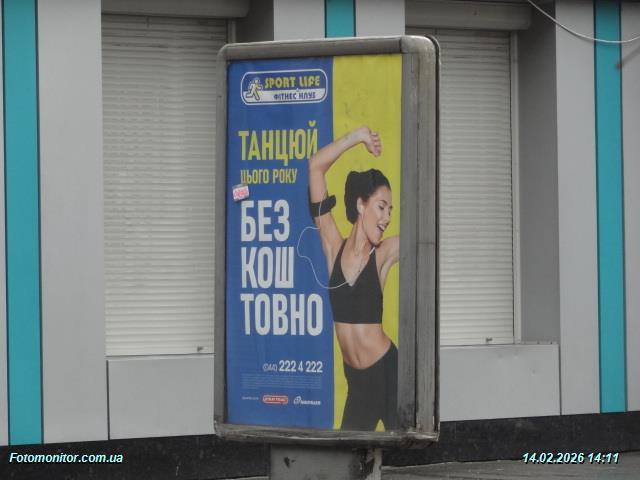 SPORT LIFE
ФІТНЕС КЛУБ
ТАНЦЮЙ
ЦЬОГО РОКУ
БЕЗ
КОШ
ТОВНО
(044) 222 4 222
Fotomonitor.com.ua
14.02.2026 14:11